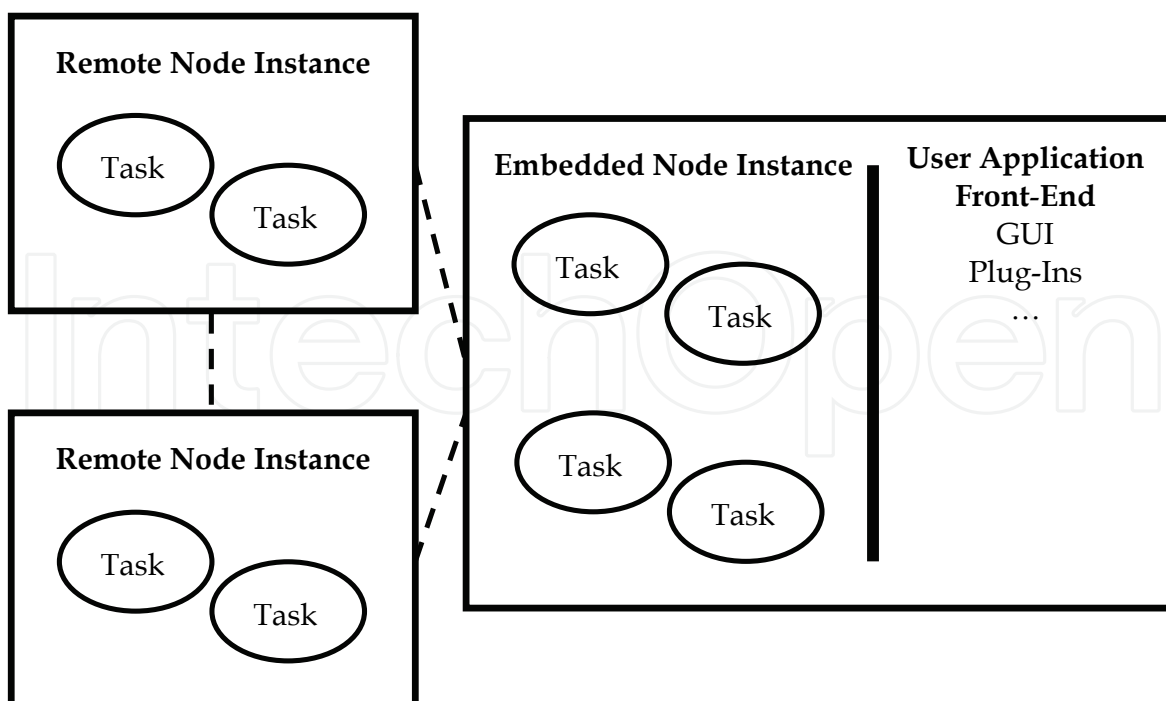 Remote Node Instance
Task
Task
Remote Node Instance
Task
Task
Embedded Node Instance
Task
Task
Task
Task
User Application
Front-End
GUI
Plug-Ins
…
IntechOpen